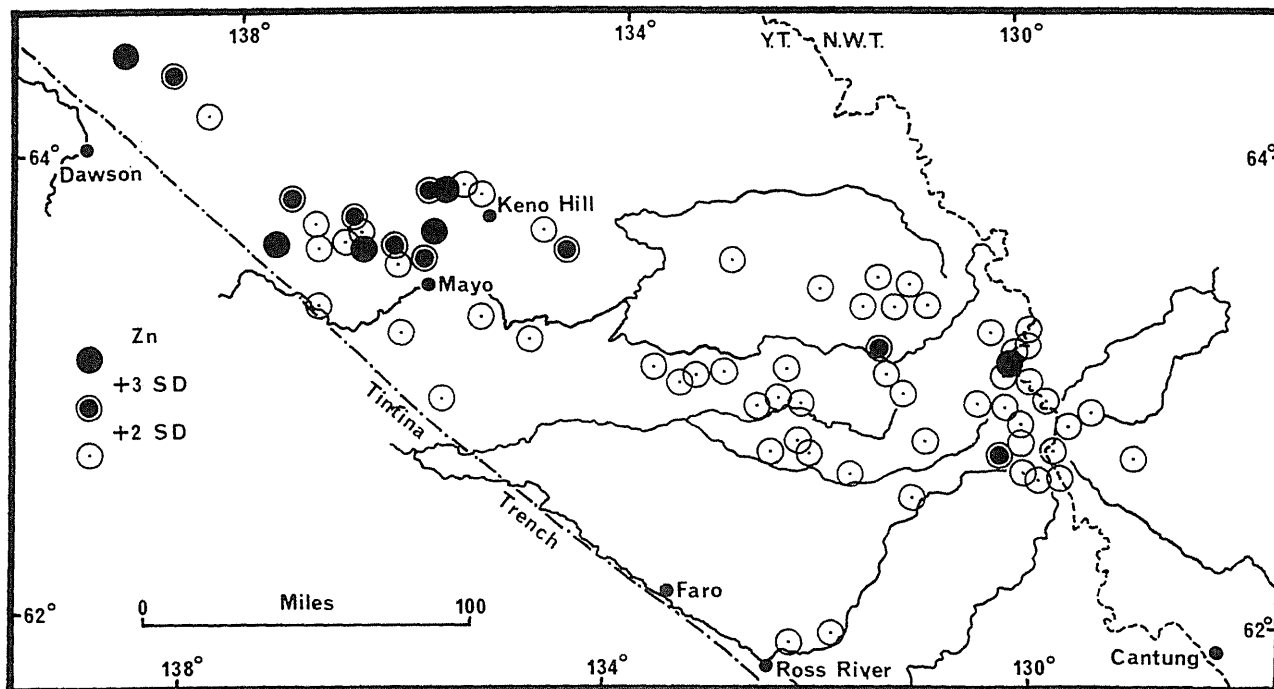 138° 134° 130°
Y.T. N.W.T.
64° 64°
Dawson
Keno Hill
Mayo
Zn
+3 SD
+2 SD
Tintina
Trench
Faro
0 Miles 100
62° 62°
Ross River
Cantung
138° 134° 130°